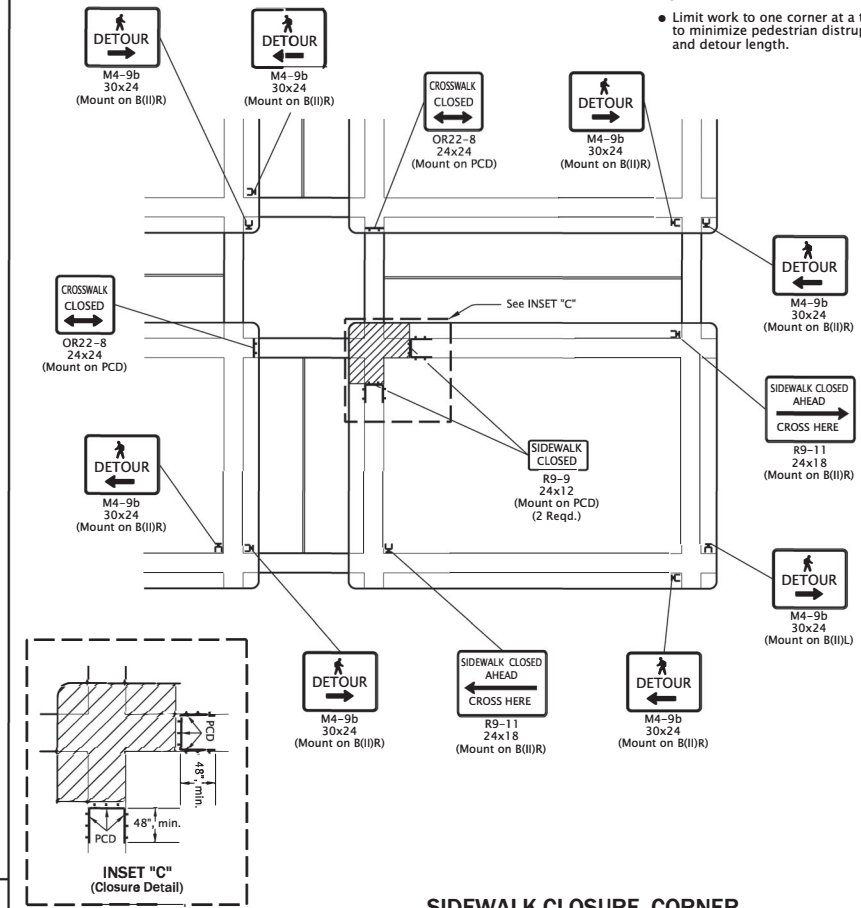 ● Limit work to one corner at a t
to minimize pedestrian distrup
and detour length.
DETOUR
M4-9b
30x24
(Mount on B(II)R)
DETOUR
M4-9b
30x24
(Mount on B(II)R)
CROSSWALK
CLOSED
OR22-8
24x24
(Mount on PCD)
DETOUR
M4-9b
30x24
(Mount on B(II)R)
DETOUR
M4-9b
30x24
(Mount on B(II)R)
See INSET "C"
CROSSWALK
CLOSED
OR22-8
24x24
(Mount on PCD)
SIDEWALK CLOSED
AHEAD
CROSS HERE
R9-11
24x18
(Mount on B(II)R)
SIDEWALK
CLOSED
R9-9
24x12
(Mount on PCD)
(2 Reqd.)
DETOUR
M4-9b
30x24
(Mount on B(II)R)
DETOUR
M4-9b
30x24
(Mount on B(II)L)
DETOUR
M4-9b
30x24
(Mount on B(II)R)
SIDEWALK CLOSED
AHEAD
CROSS HERE
R9-11
24x18
(Mount on B(II)R)
DETOUR
M4-9b
30x24
(Mount on B(II)R)
PCD
48", min.
48", min.
PCD
INSET "C"
(Closure Detail)
SIDEWALK CLOSURE, CORNER